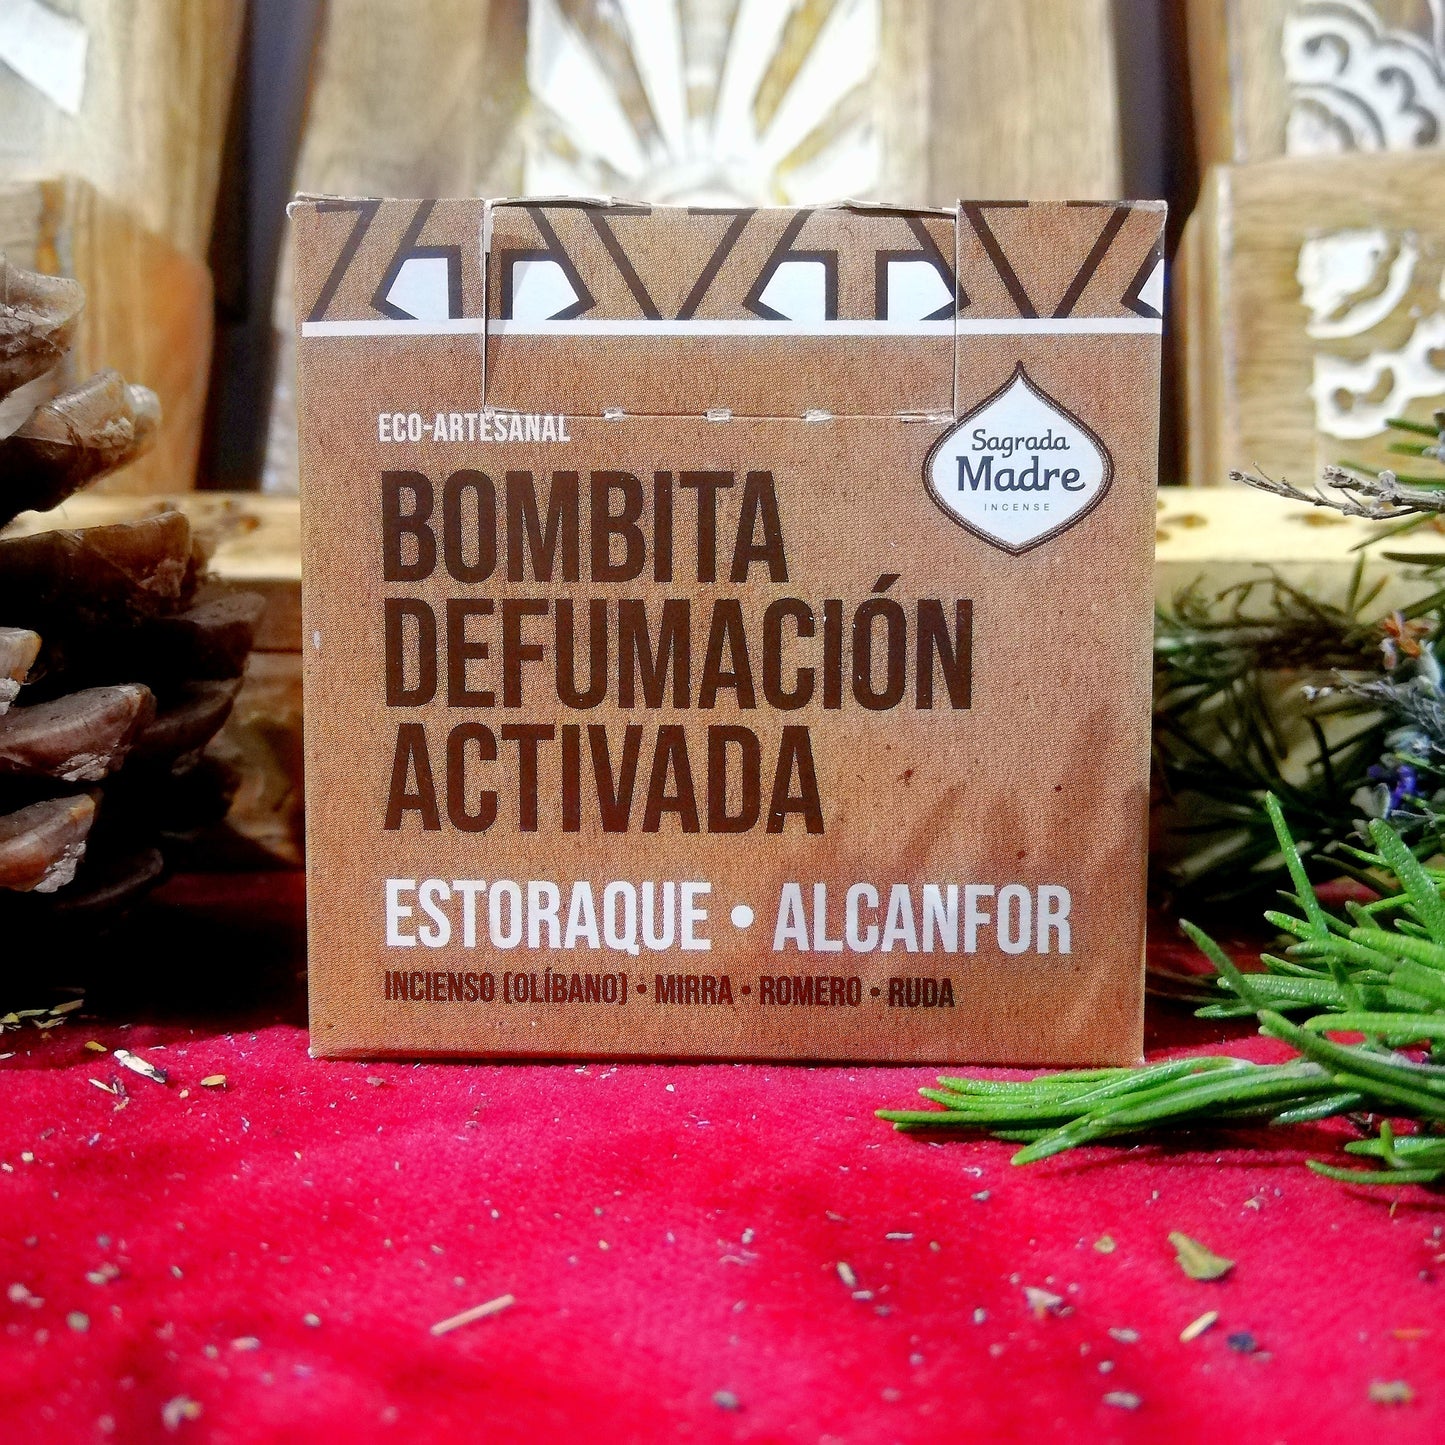 ECO-ARTESANAL
Sagrada
Madre
INCENSE
BOMBITA
DEFUMACIÓN
ACTIVADA
ESTORAQUE • ALCANFOR
INCIENSO (OLÍBANO) • MIRRA • ROMERO • RUDA